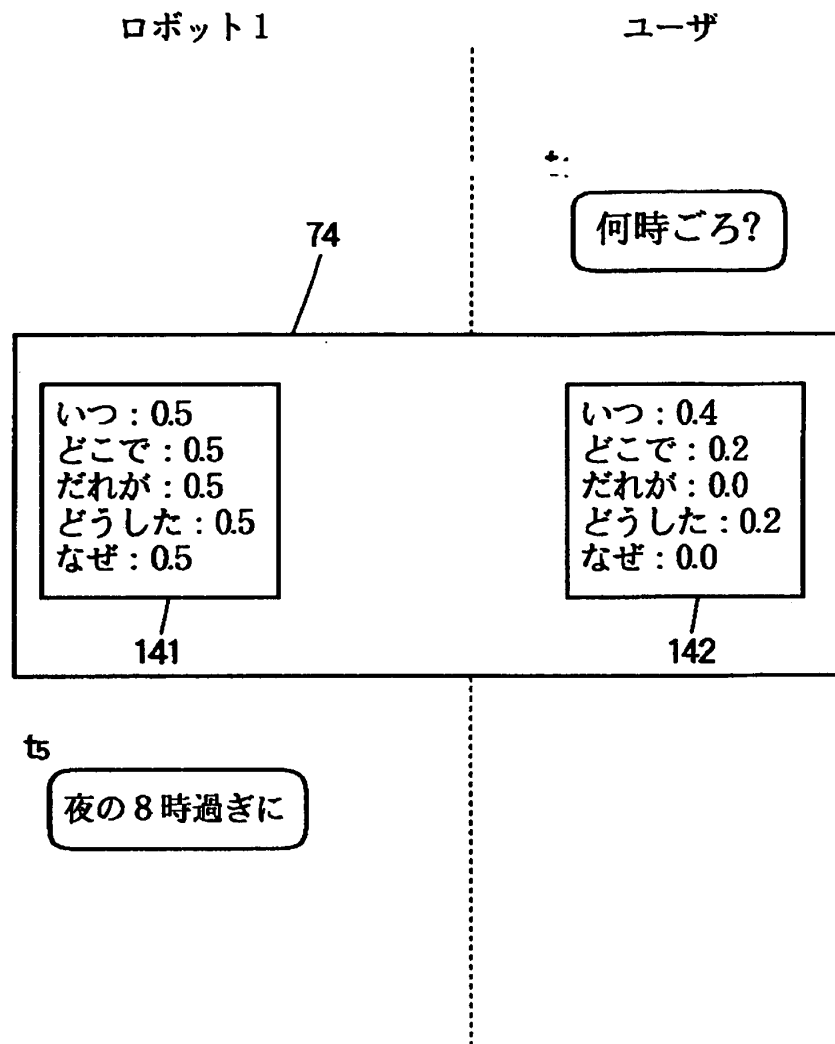 ロボット1
ユーザ
何時ごろ?
74
いつ:0.5
どこで:0.5
だれが:0.5
どうした:0.5
なぜ:0.5
141
いつ:0.4
どこで:0.2
だれが:0.0
どうした:0.2
なぜ:0.0
142
t5
夜の8時過ぎに